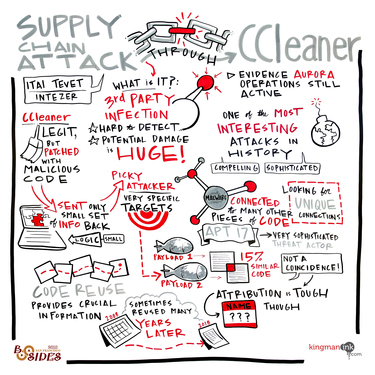 SUPPLY
CHAIN
ATTACK
THROUGH
CCleaner
ITAI TEVET
INTEZER
CCleaner
LEGIT,
BUT
PATCHED
WITH
MALICIOUS
CODE
WHAT IS IT?:
3rd PARTY
INFECTION
HARD to DETECT
POTENTIAL DAMAGE
is HUGE!
EVIDENCE AURORA
OPERATIONS STILL
ACTIVE
ONE of the MOST
INTERESTING
ATTACKS IN
HISTORY
COMPELLING
SOPHISTICATED
SENT ONLY
SMALL SET
of INFO BACK
LOGIC
SMALL
PICKY
ATTACKER
VERY SPECIFIC
TARGETS
MALWARE
CONNECTED
to MANY OTHER
PIECES of CODE
LOOKING for
UNIQUE
CONNECTIONS
APT 17
VERY SOPHISTICATED
THREAT ACTOR
PAYLOAD 1
PAYLOAD 2
15%
SIMILAR
CODE
NOT A
COINCIDENCE!
CODE REUSE
PROVIDES CRUCIAL
INFORMATION
SOMETIMES
REUSED MANY
YEARS
LATER
ATTRIBUTION is TOUGH
THOUGH
NAME
???
BSIDES
kingmanink
.com